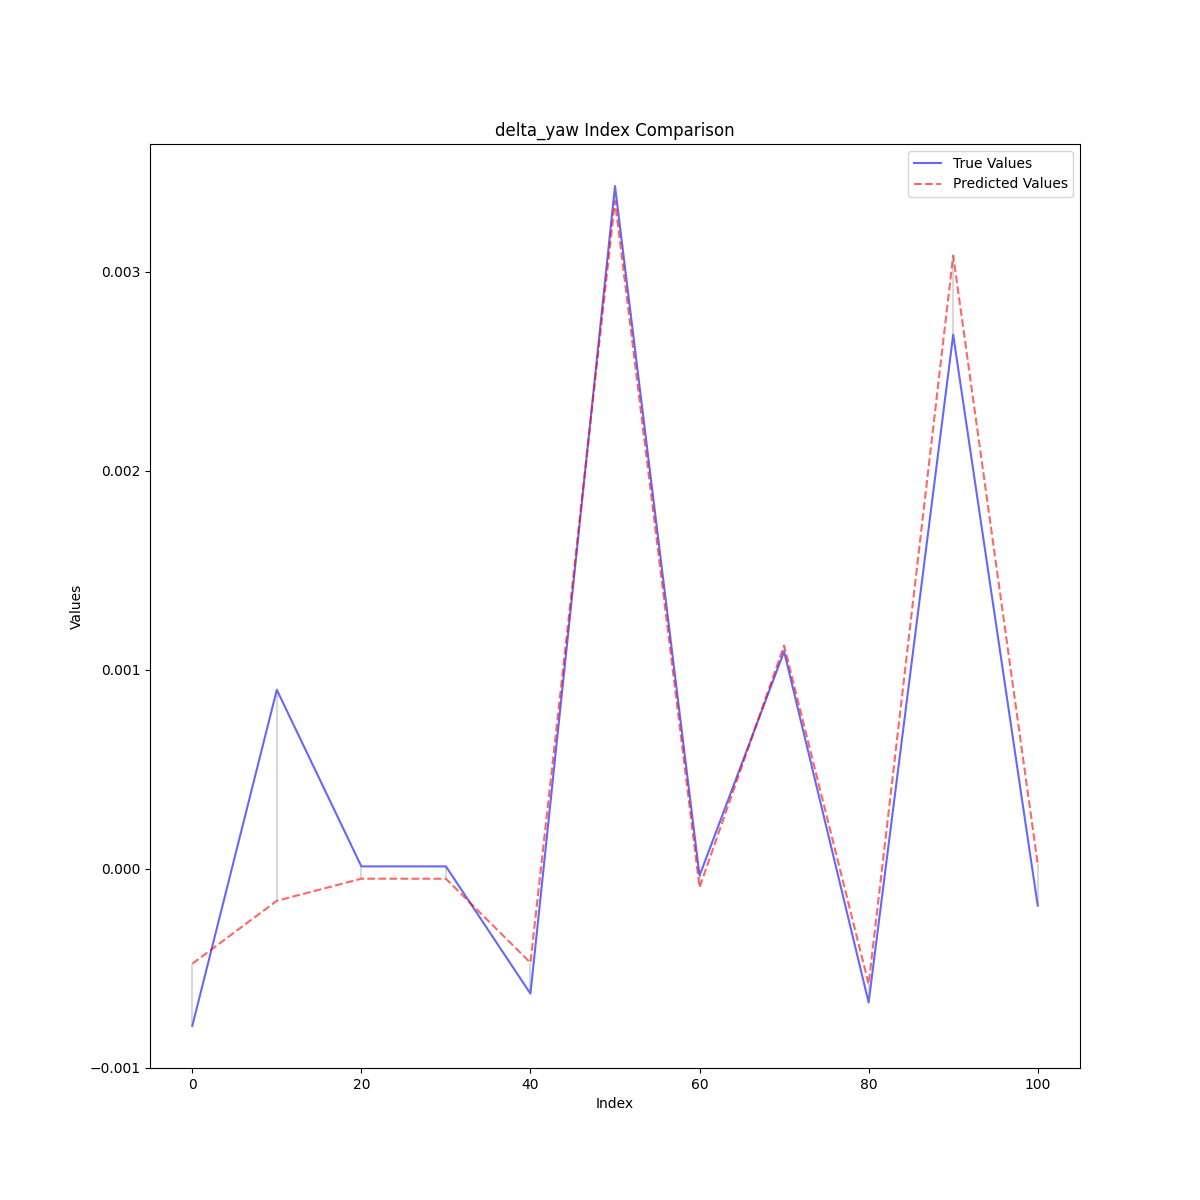 delta_yaw Index Comparison
True Values
Predicted Values
0.003
0.002
0.001
0.000
−0.001
Values
0
20
40
60
80
100
Index